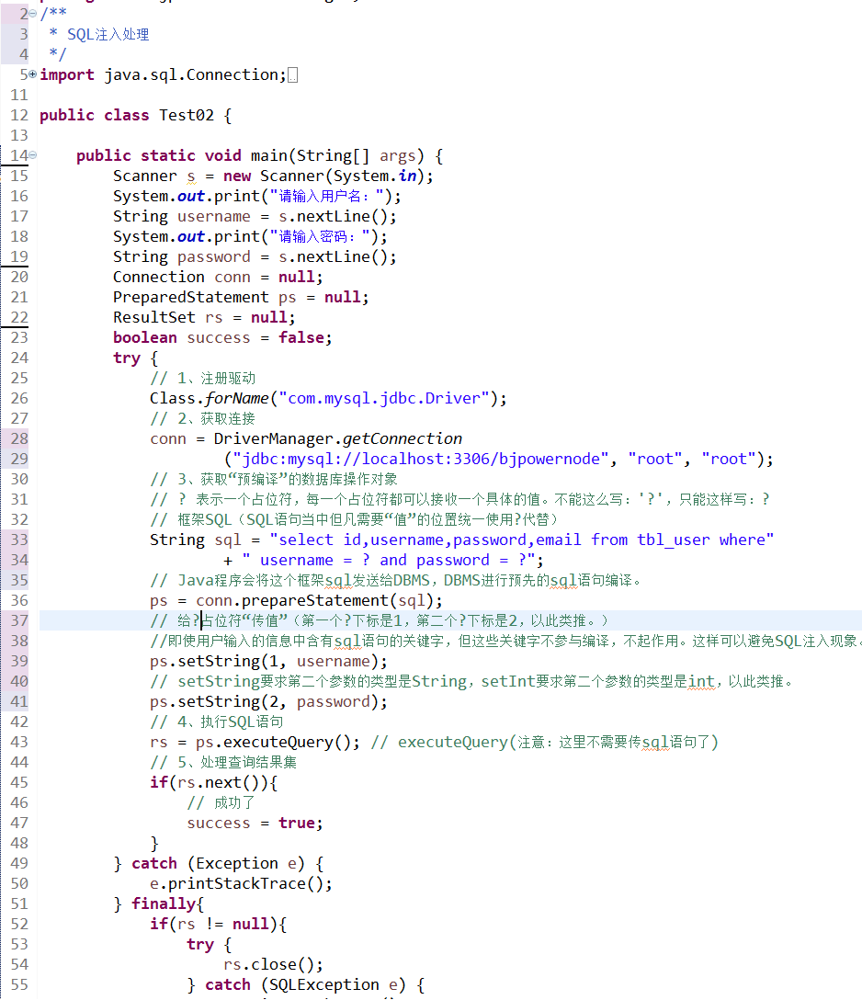 2 /**
3  * SQL注入处理
4  */
5 import java.sql.Connection;
11
12 public class Test02 {
13
14     public static void main(String[] args) {
15         Scanner s = new Scanner(System.in);
16         System.out.print("请输入用户名：");
17         String username = s.nextLine();
18         System.out.print("请输入密码：");
19         String password = s.nextLine();
20         Connection conn = null;
21         PreparedStatement ps = null;
22         ResultSet rs = null;
23         boolean success = false;
24         try {
25             // 1、注册驱动
26             Class.forName("com.mysql.jdbc.Driver");
27             // 2、获取连接
28             conn = DriverManager.getConnection
29                     ("jdbc:mysql://localhost:3306/bjpowernode", "root", "root");
30             // 3、获取“预编译”的数据库操作对象
31             // ? 表示一个占位符，每一个占位符都可以接收一个具体的值。不能这么写：'?'，只能这样写：?
32             // 框架SQL（SQL语句当中但凡需要“值”的位置统一使用?代替）
33             String sql = "select id,username,password,email from tbl_user where"
34                     + " username = ? and password = ?";
35             // Java程序会将这个框架sql发送给DBMS，DBMS进行预先的sql语句编译。
36             ps = conn.prepareStatement(sql);
37             // 给?占位符“传值”（第一个?下标是1，第二个?下标是2，以此类推。）
38             //即使用户输入的信息中含有sql语句的关键字，但这些关键字不参与编译，不起作用。这样可以避免SQL注入现象。
39             ps.setString(1, username);
40             // setString要求第二个参数的类型是String，setInt要求第二个参数的类型是int，以此类推。
41             ps.setString(2, password);
42             // 4、执行SQL语句
43             rs = ps.executeQuery(); // executeQuery(注意：这里不需要传sql语句了)
44             // 5、处理查询结果集
45             if(rs.next()){
46                 // 成功了
47                 success = true;
48             }
49         } catch (Exception e) {
50             e.printStackTrace();
51         } finally{
52             if(rs != null){
53                 try {
54                     rs.close();
55                 } catch (SQLException e) {